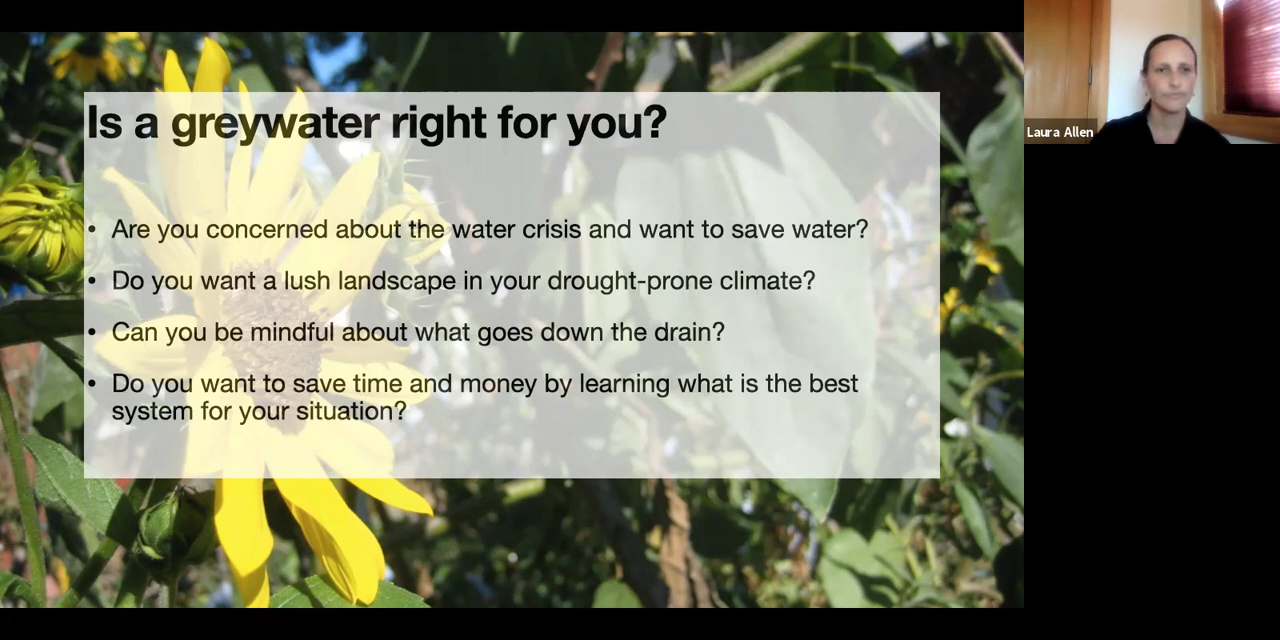 Is a greywater right for you?
• Are you concerned about the water crisis and want to save water?
• Do you want a lush landscape in your drought-prone climate?
• Can you be mindful about what goes down the drain?
• Do you want to save time and money by learning what is the best
system for your situation?
Laura Allen